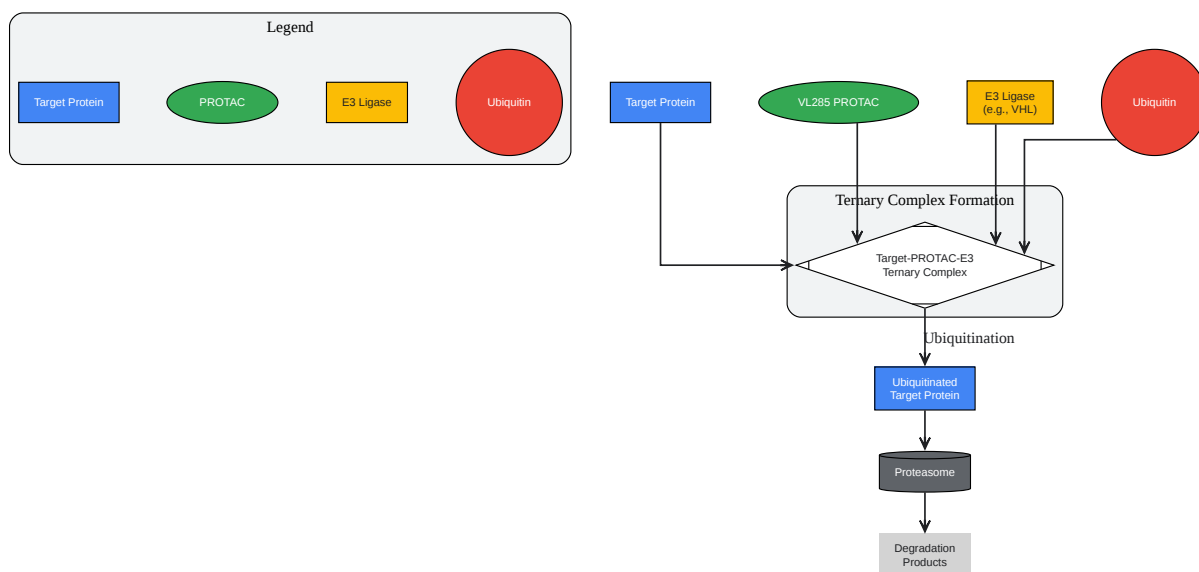 Legend
Target Protein
PROTAC
E3 Ligase
Ubiquitin
Target Protein
VL285 PROTAC
E3 Ligase
(e.g., VHL)
Ubiquitin
Ternary Complex Formation
Target-PROTAC-E3
Ternary Complex
Ubiquitination
Ubiquitinated
Target Protein
Proteasome
Degradation
Products